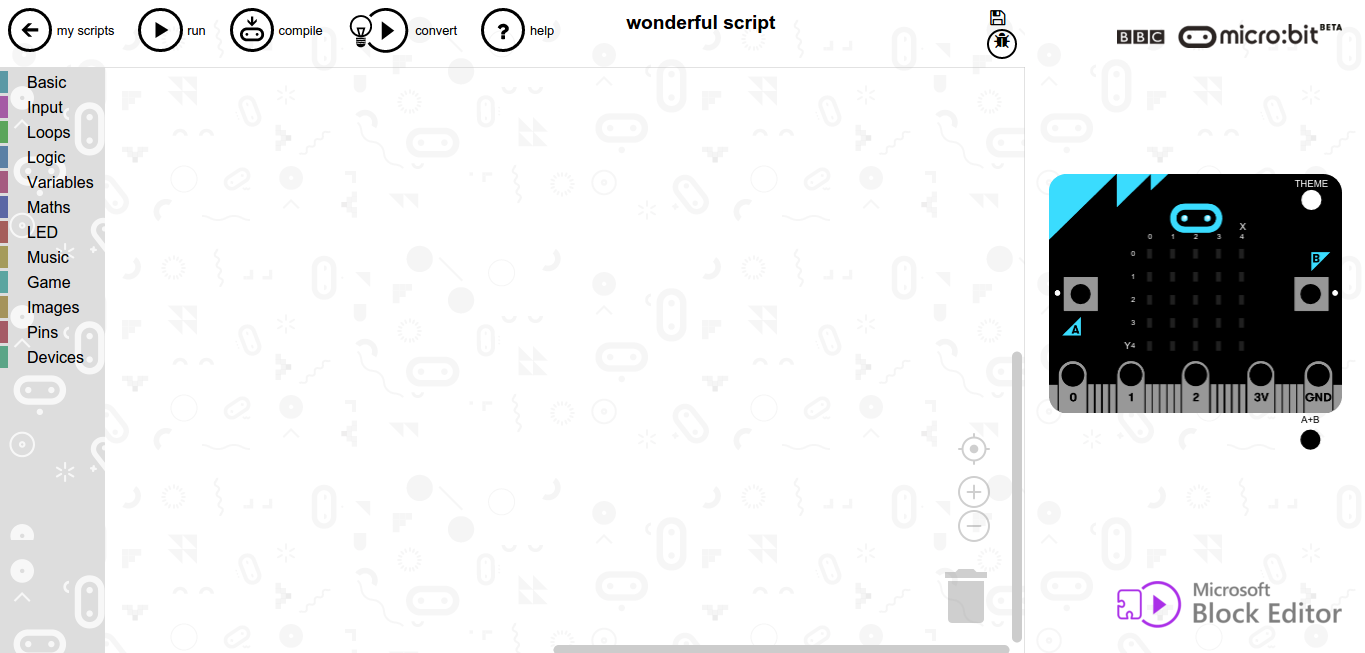 my scripts
run
compile
convert
?
help
wonderful script
BBC
micro:bit BETA
Basic
Input
Loops
Logic
Variables
Maths
LED
Music
Game
Images
Pins
Devices
THEME
X
0 1 2 3 4
0
1
2
3
Y4
B
A
0 1 2 3V GND
A+B
Microsoft
Block Editor